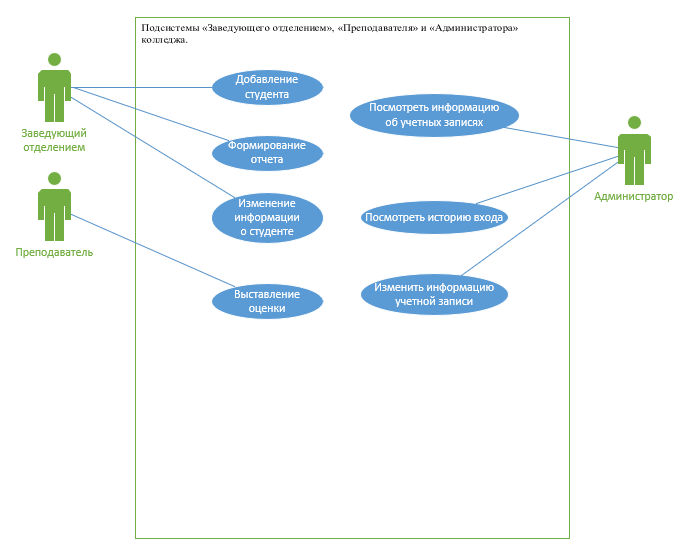 Подсистемы «Заведующего отделением», «Преподавателя» и «Администратора»
колледжа.
Добавление
студента
Посмотреть информацию
об учетных записях
Заведующий
отделением
Формирование
отчета
Администратор
Изменение
информации
о студенте
Посмотреть историю входа
Преподаватель
Выставление
оценки
Изменить информацию
учетной записи